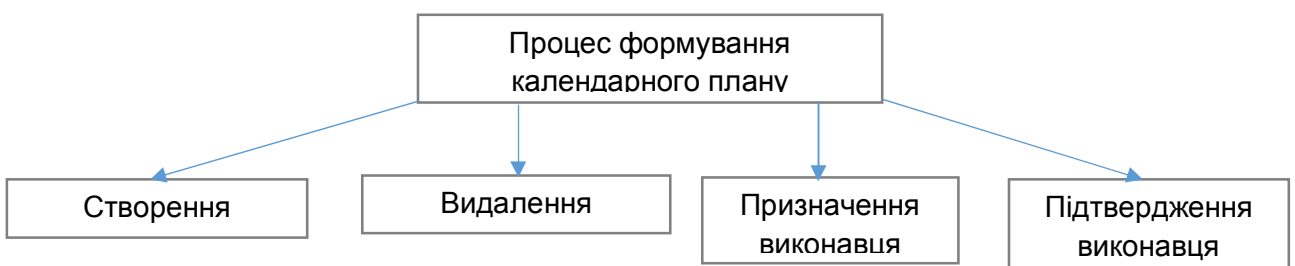 Процес формування
календарного плану
Створення
Видалення
Призначення
виконавця
Підтвердження
виконавця